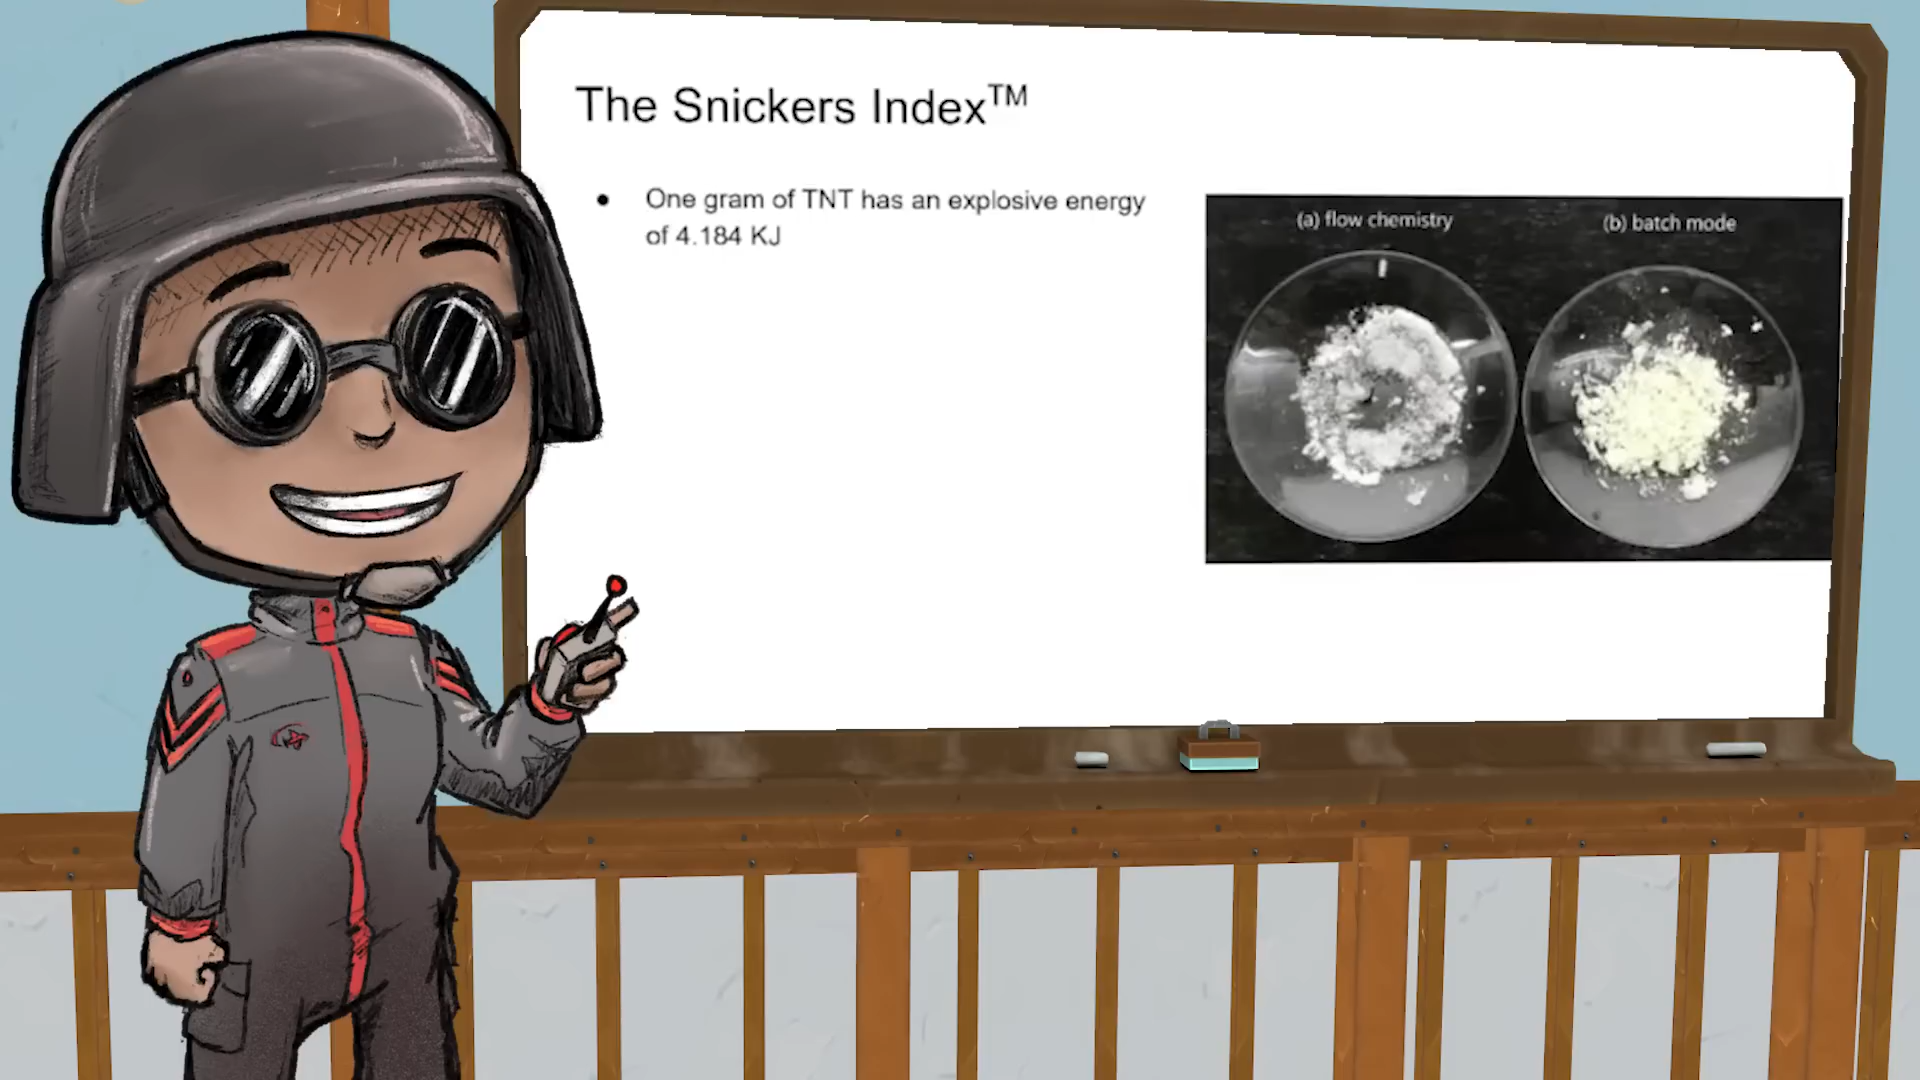 The Snickers Index™
● One gram of TNT has an explosive energy
of 4.184 KJ
(a) flow chemistry
(b) batch mode